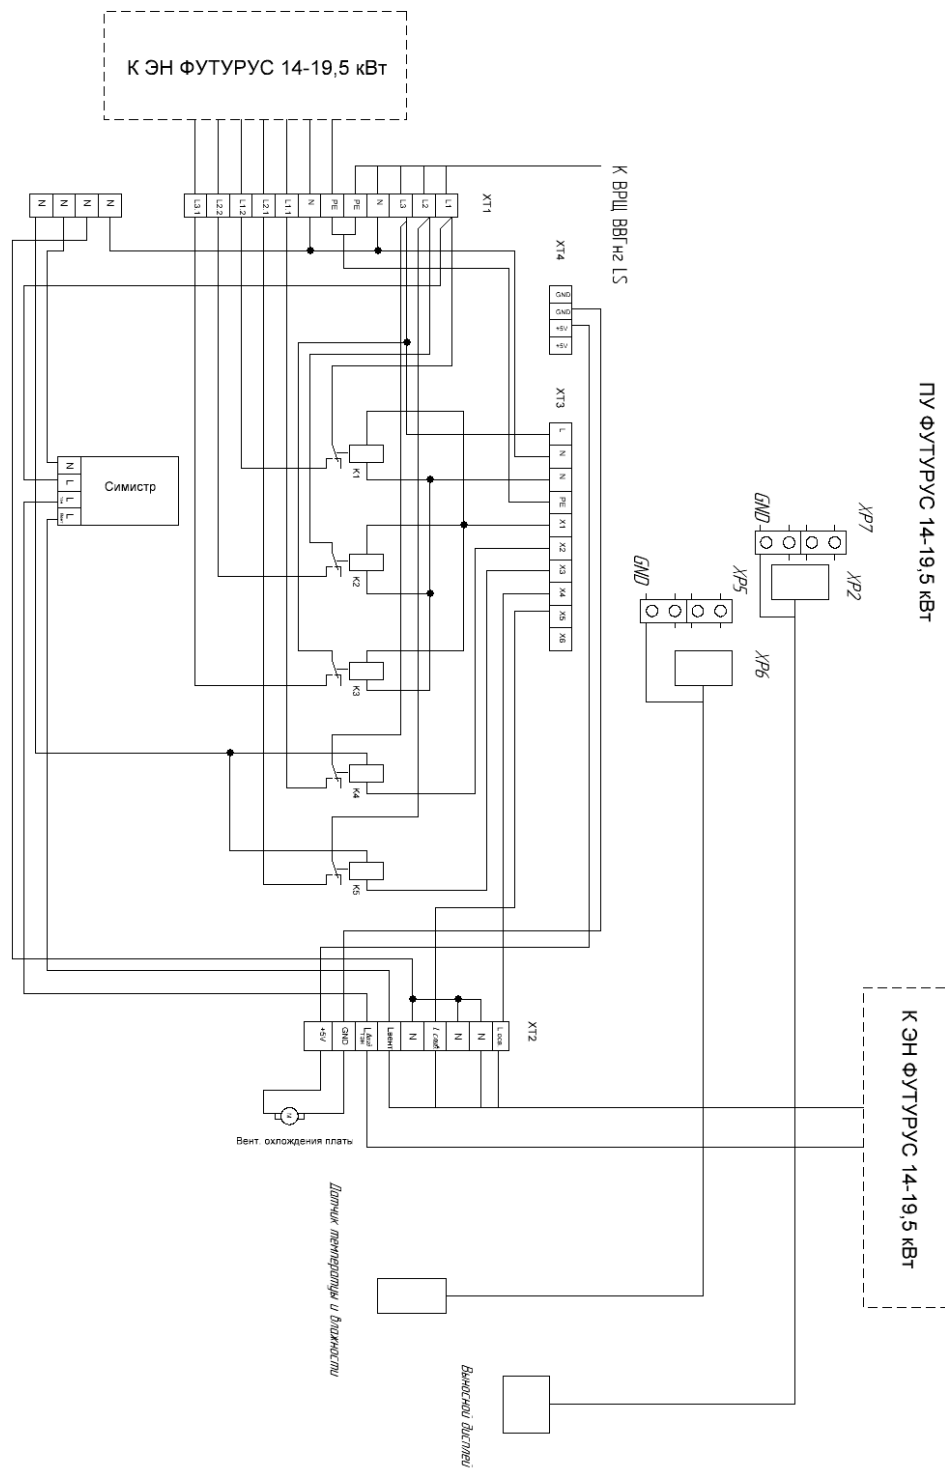 К ЭН ФУТУРУС 14-19,5 кВт
К ВРЩ ВВГнг LS
ПУ ФУТУРУС 14-19,5 кВт
XT1
L3.1
L2.2
L1.2
L2.1
L1.1
N
PE
PE
N
L3
L2
L1
N
N
N
N
XT4
GND
GND
+5V
+5V
XT3
L
N
N
PE
X1
X2
X3
X4
X5
X6
Симистр
N
L
L
L
K1
K2
K3
K4
K5
XP7
GND
XP2
XP5
GND
XP6
XT2
+5V
GND
Lвент
N
N
N
L осв
М
Вент. охлождения платы
К ЭН ФУТУРУС 14-19,5 кВт
Датчик температуры и влажности
Выносной дисплей